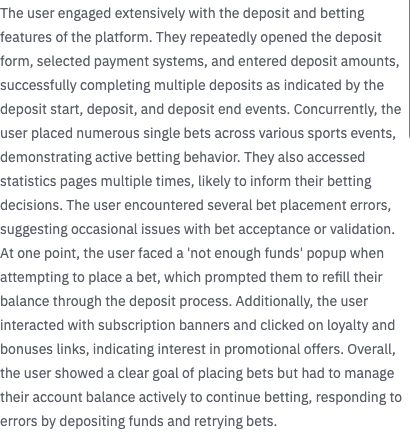 The user engaged extensively with the deposit and betting
features of the platform. They repeatedly opened the deposit
form, selected payment systems, and entered deposit amounts,
successfully completing multiple deposits as indicated by the
deposit start, deposit, and deposit end events. Concurrently, the
user placed numerous single bets across various sports events,
demonstrating active betting behavior. They also accessed
statistics pages multiple times, likely to inform their betting
decisions. The user encountered several bet placement errors,
suggesting occasional issues with bet acceptance or validation.
At one point, the user faced a 'not enough funds' popup when
attempting to place a bet, which prompted them to refill their
balance through the deposit process. Additionally, the user
interacted with subscription banners and clicked on loyalty and
bonuses links, indicating interest in promotional offers. Overall,
the user showed a clear goal of placing bets but had to manage
their account balance actively to continue betting, responding to
errors by depositing funds and retrying bets.